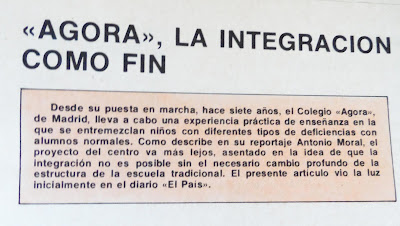 «AGORA», LA INTEGRACION
COMO FIN
Desde su puesta en marcha, hace siete años, el Colegio «Agora»,
de Madrid, lleva a cabo una experiencia práctica de enseñanza en la
que se entremezclan niños con diferentes tipos de deficiencias con
alumnos normales. Como describe en su reportaje Antonio Moral, el
proyecto del centro va más lejos, asentado en la idea de que la
integración no es posible sin el necesario cambio profundo de la
estructura de la escuela tradicional. El presente artículo vio la luz
inicialmente en el diario «El País».